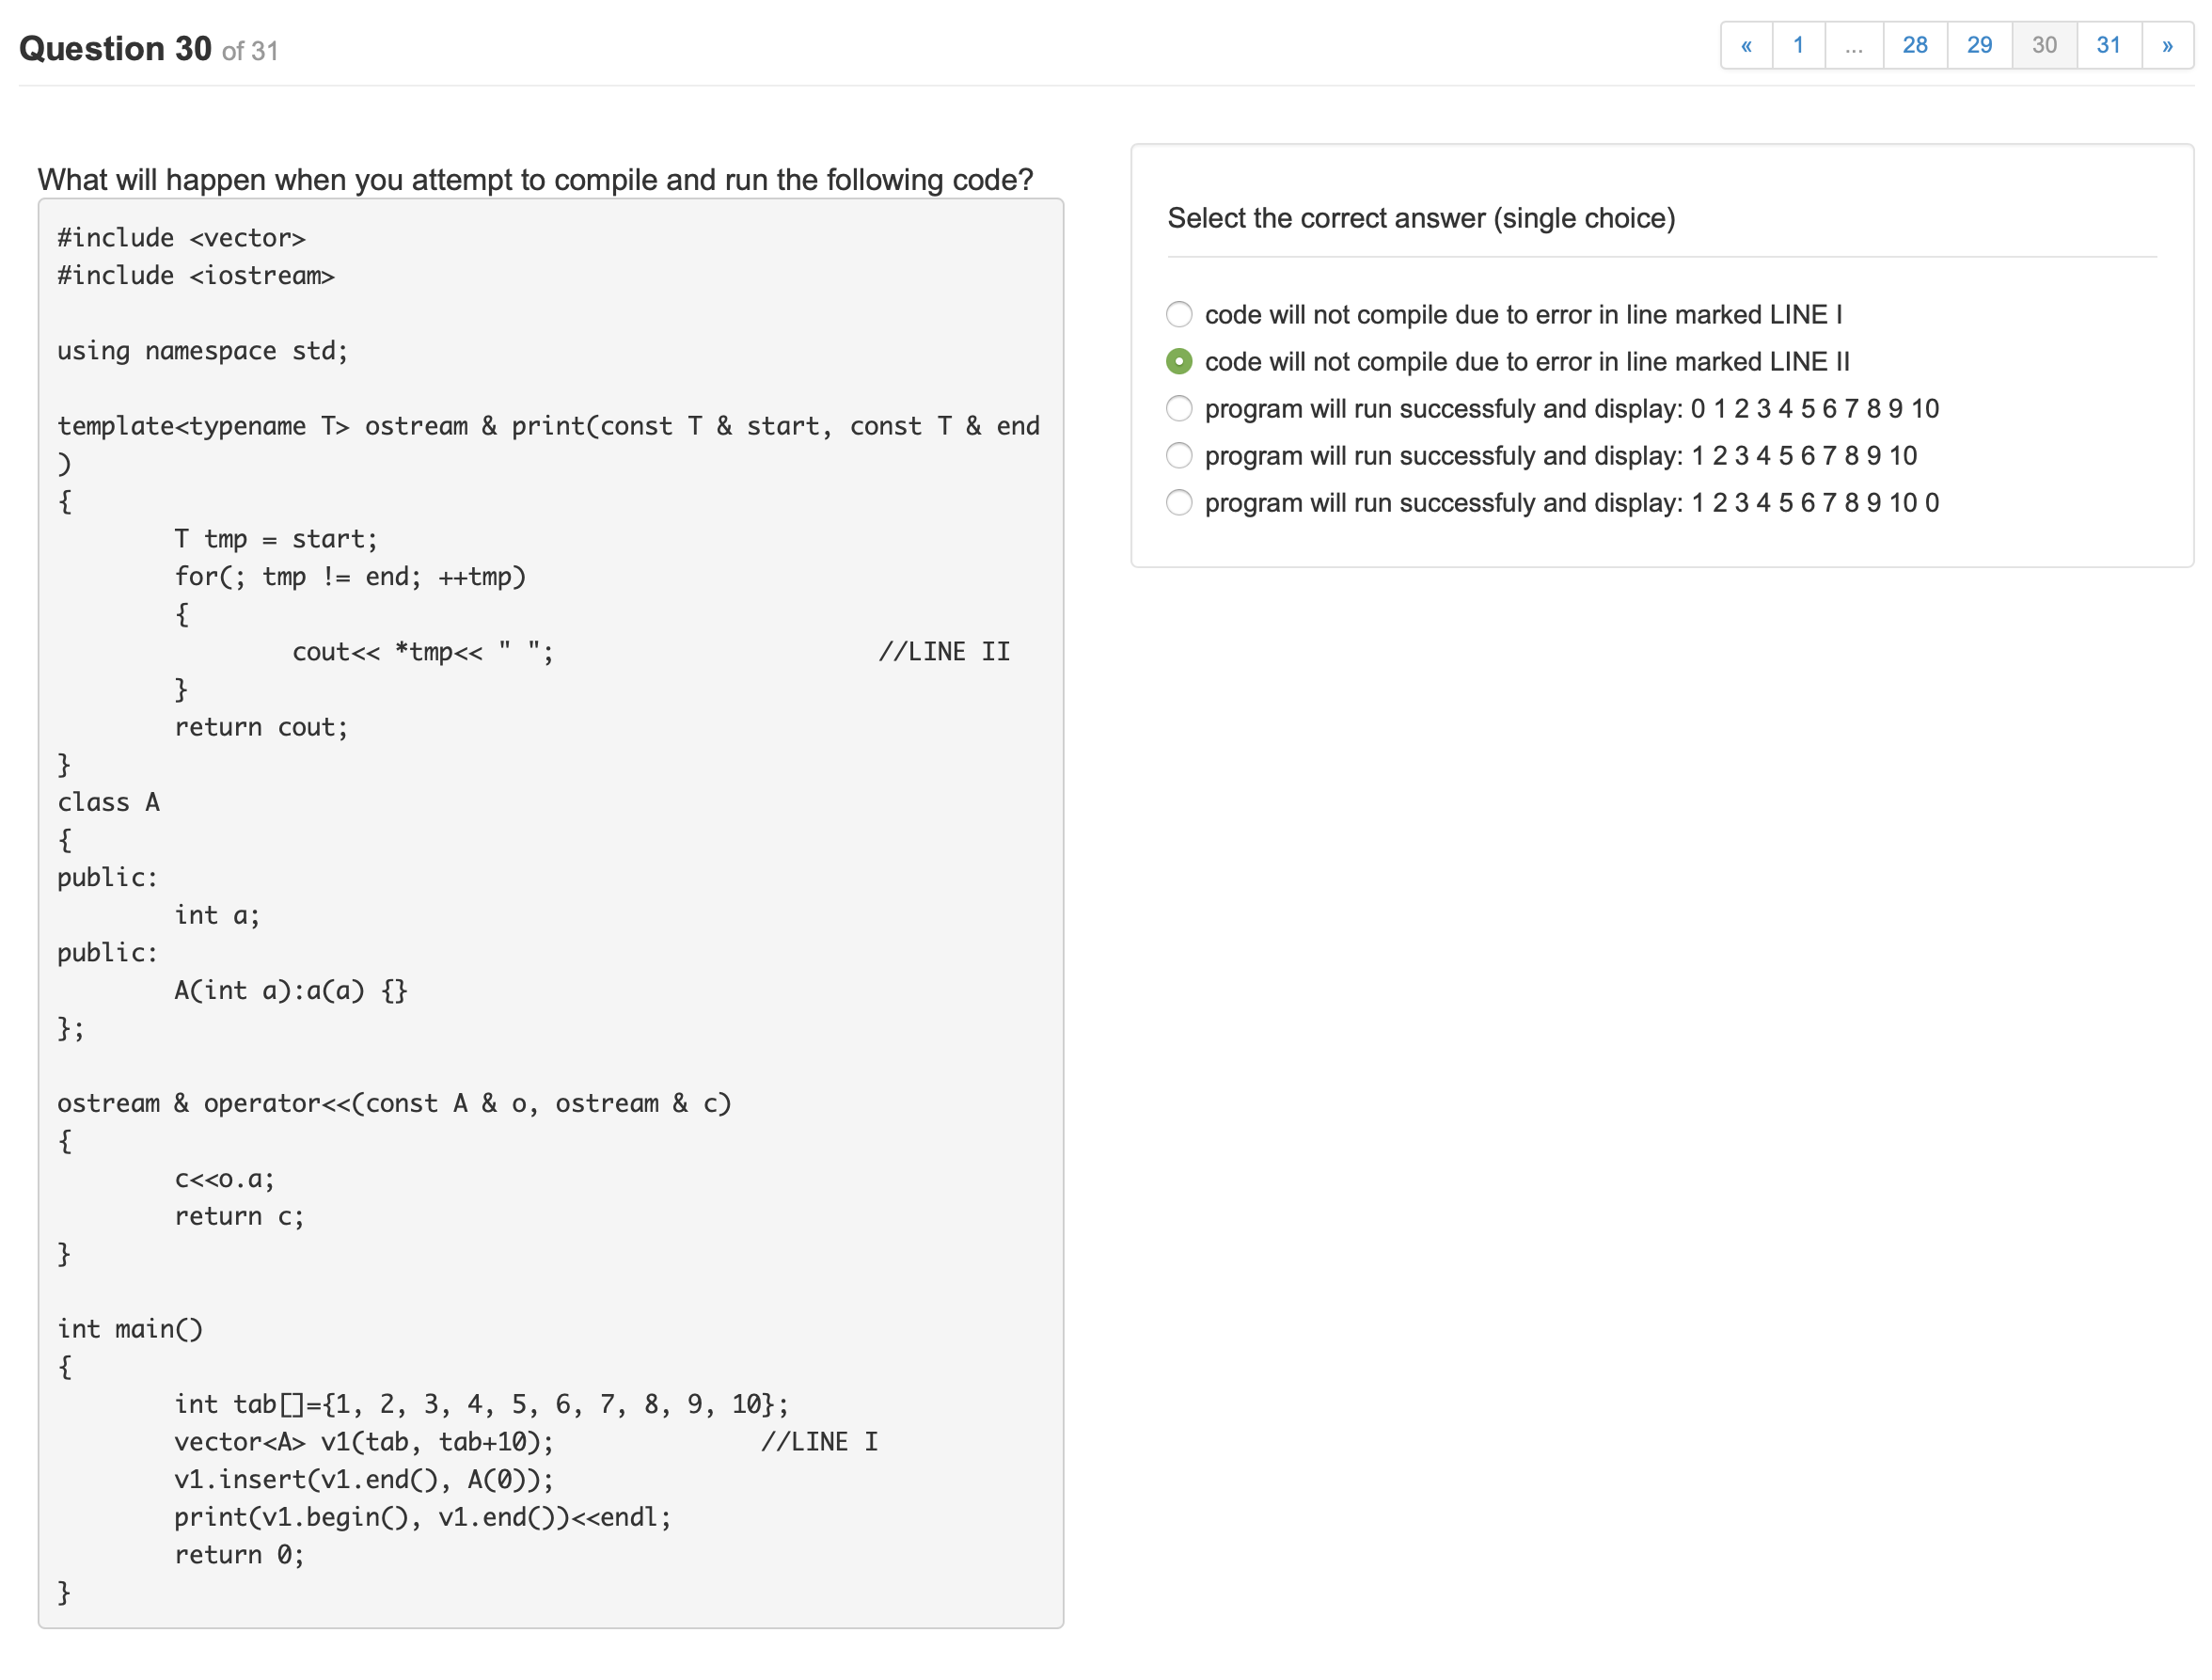 Question 30 of 31
« 1 ... 28 29 30 31 »
What will happen when you attempt to compile and run the following code?
#include <vector>
#include <iostream>
using namespace std;
template<typename T> ostream & print(const T & start, const T & end
)
{
T tmp = start;
for(; tmp != end; ++tmp)
{
cout<< *tmp<< " "; //LINE II
}
return cout;
}
class A
{
public:
int a;
public:
A(int a):a(a) {}
};
ostream & operator<<(const A & o, ostream & c)
{
c<<o.a;
return c;
}
int main()
{
int tab[]={1, 2, 3, 4, 5, 6, 7, 8, 9, 10};
vector<A> v1(tab, tab+10); //LINE I
v1.insert(v1.end(), A(0));
print(v1.begin(), v1.end())<<endl;
return 0;
}
Select the correct answer (single choice)
code will not compile due to error in line marked LINE I
code will not compile due to error in line marked LINE II
program will run successfuly and display: 0 1 2 3 4 5 6 7 8 9 10
program will run successfuly and display: 1 2 3 4 5 6 7 8 9 10
program will run successfuly and display: 1 2 3 4 5 6 7 8 9 10 0